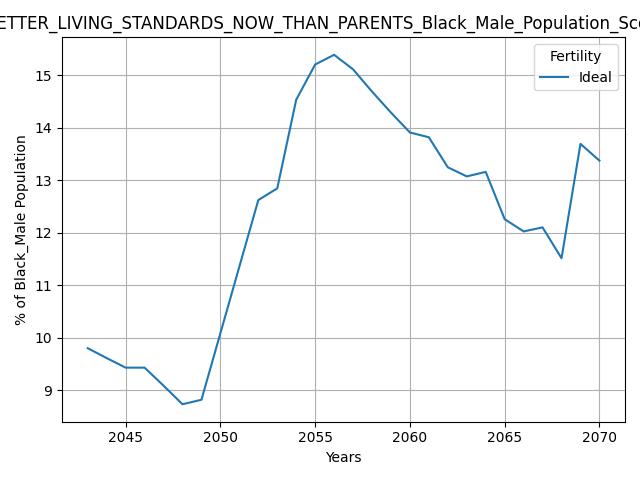 ETTER_LIVING_STANDARDS_NOW_THAN_PARENTS_Black_Male_Population_Sce
Fertility
Ideal
% of Black_Male Population
15
14
13
12
11
10
9
2045 2050 2055 2060 2065 2070
Years